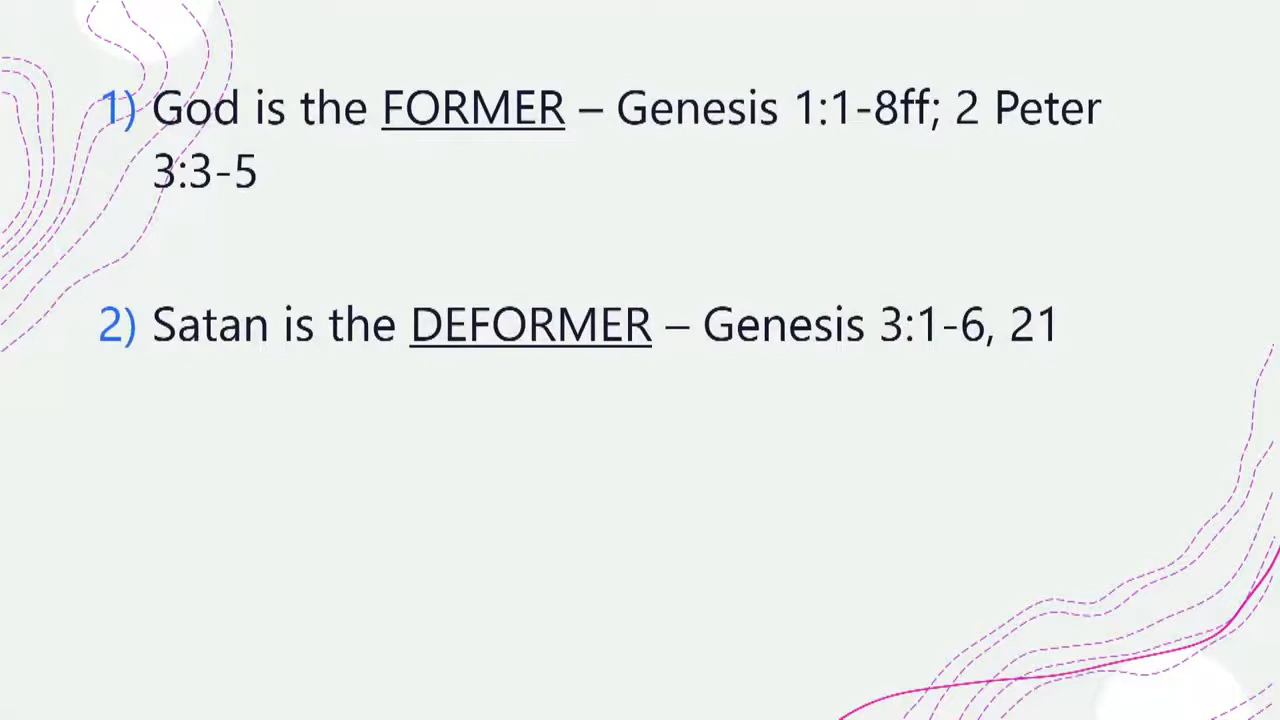 1) God is the FORMER – Genesis 1:1-8ff; 2 Peter
3:3-5
2) Satan is the DEFORMER – Genesis 3:1-6, 21